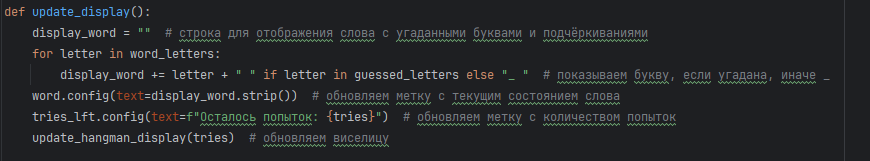 def update_display():
    display_word = ""  # строка для отображения слова с угаданными буквами и подчёркиваниями
    for letter in word_letters:
        display_word += letter + " " if letter in guessed_letters else "_ "  # показываем букву, если угадана, иначе _
    word.config(text=display_word.strip())  # обновляем метку с текущим состоянием слова
    tries_lft.config(text=f"Осталось попыток: {tries}")  # обновляем метку с количеством попыток
    update_hangman_display(tries)  # обновляем виселицу